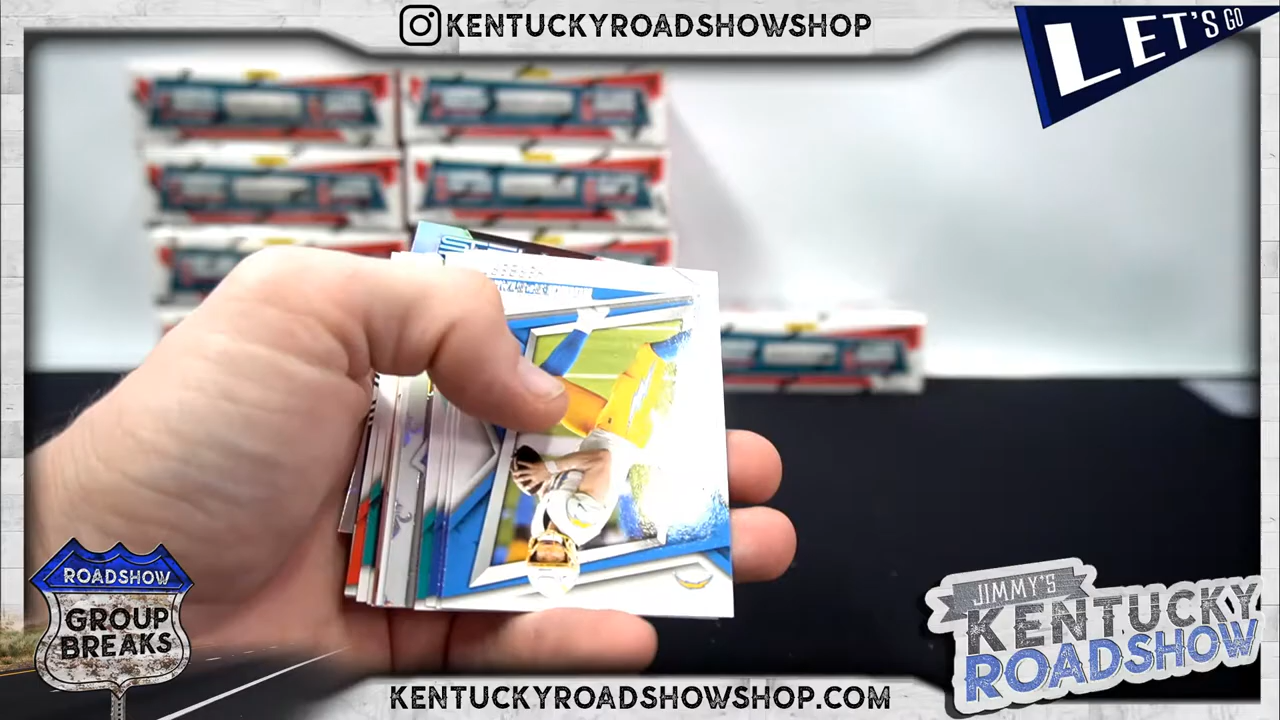 KENTUCKYROADSHOWSHOP
LET'S GO
ROADSHOW
GROUP
BREAKS
JIMMY'S
KENTUCKY
ROADSHOW
KENTUCKYROADSHOWSHOP.COM